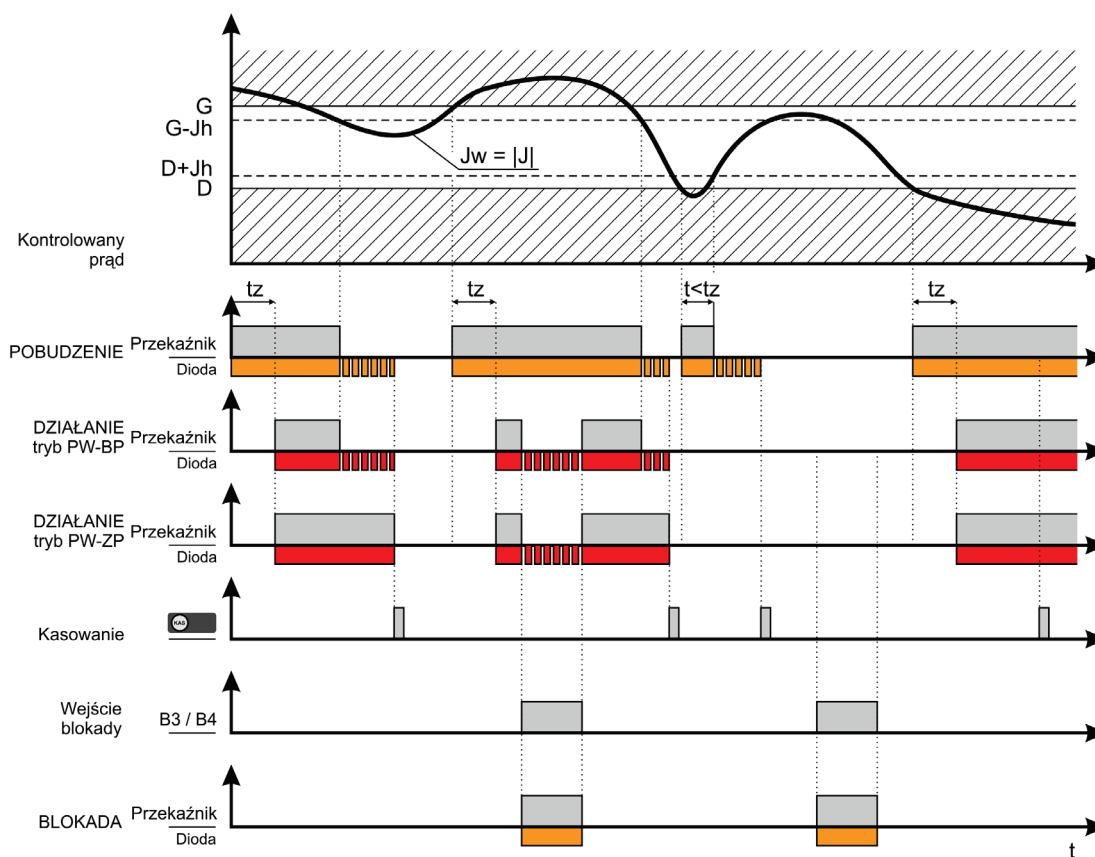 G
G-Jh
Jw = |J|
D+Jh
D
Kontrolowany
prąd
tz
tz
t<tz
tz
POBUDZENIE
Przekaźnik
Dioda
DZIAŁANIE
tryb PW-BP
Przekaźnik
Dioda
DZIAŁANIE
tryb PW-ZP
Przekaźnik
Dioda
Kasowanie
KAS
Wejście
blokady
B3 / B4
BLOKADA
Przekaźnik
Dioda
t